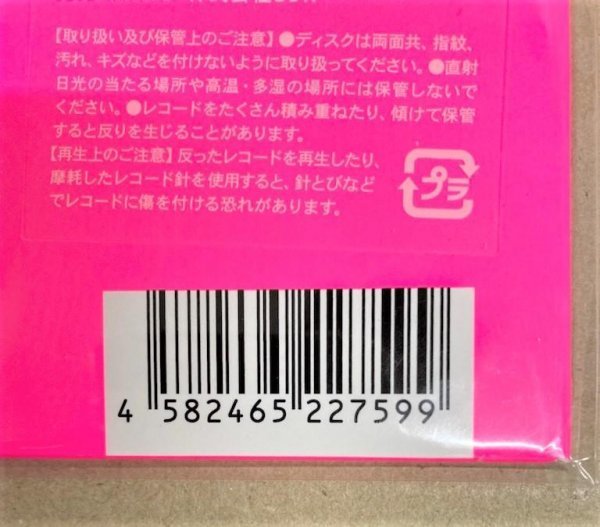 【取り扱い及び保管上のご注意】●ディスクは両面共、指紋、
汚れ、キズなどを付けないように取り扱ってください。●直射
日光の当たる場所や高温・多湿の場所には保管しないで
ください。●レコードをたくさん積み重ねたり、傾けて保管
すると反りを生じることがあります。
【再生上のご注意】反ったレコードを再生したり、
摩耗したレコード針を使用すると、針とびなど
でレコードに傷を付ける恐れがあります。
プラ
4 582465 227599